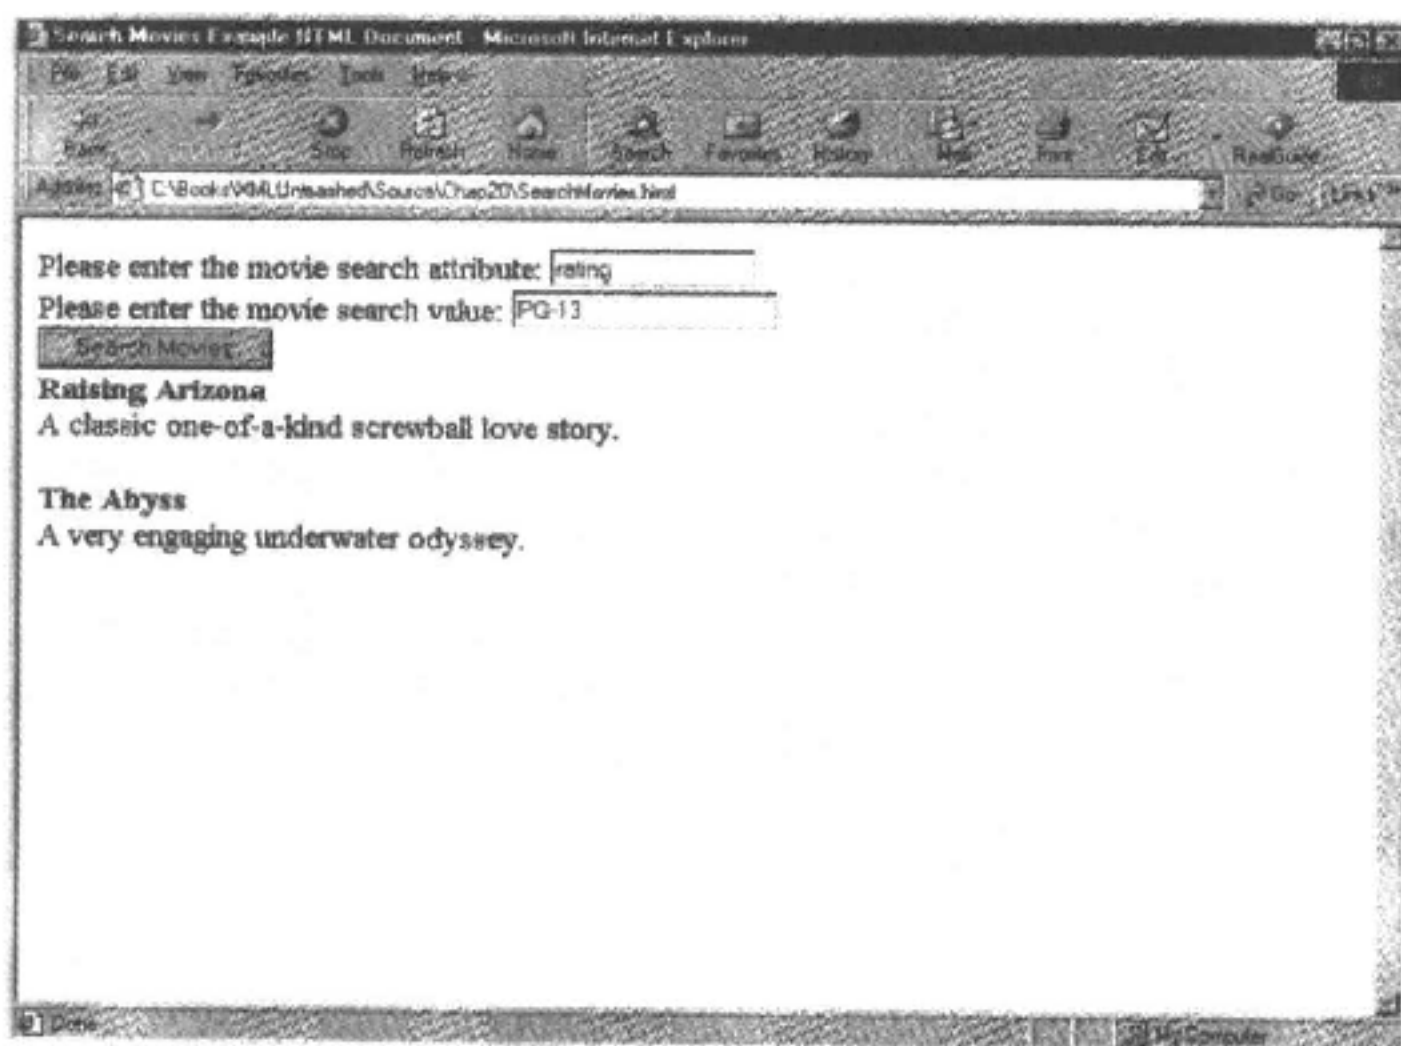 Search Movies Example HTML Document - Microsoft Internet Explorer
File Edit View Favorites Tools Help
Back Stop Refresh Home Search Favorites History Mail Print Edit RealGuide
Address C:\Books\XMLUnleashed\Source\Chap20\SearchMovies.html Go Links
Please enter the movie search attribute: rating
Please enter the movie search value: PG-13
Search Movies
Raising Arizona
A classic one-of-a-kind screwball love story.
The Abyss
A very engaging underwater odyssey.
Done My Computer